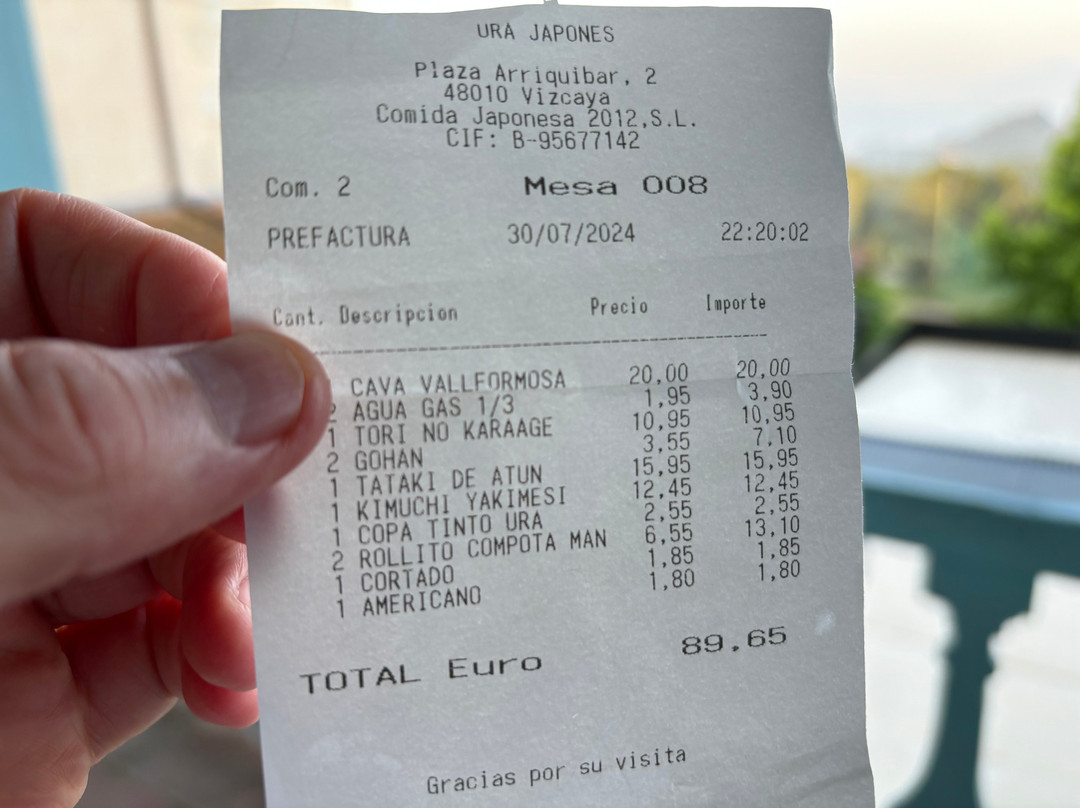 URA JAPONES
Plaza Arriquibar, 2
48010 Vizcaya
Comida Japonesa 2012,S.L.
CIF: B-95677142
Com. 2 Mesa 008
PREFACTURA 30/07/2024 22:20:02
Cant. Descripcion Precio Importe
CAVA VALLFORMOSA 20,00 20,00
2 AGUA GAS 1/3 1,95 3,90
1 TORI NO KARAAGE 10,95 10,95
2 GOHAN 3,55 7,10
1 TATAKI DE ATUN 15,95 15,95
1 KIMUCHI YAKIMESI 12,45 12,45
1 COPA TINTO URA 2,55 2,55
2 ROLLITO COMPOTA MAN 6,55 13,10
1 CORTADO 1,85 1,85
1 AMERICANO 1,80 1,80
TOTAL Euro 89,65
Gracias por su visita